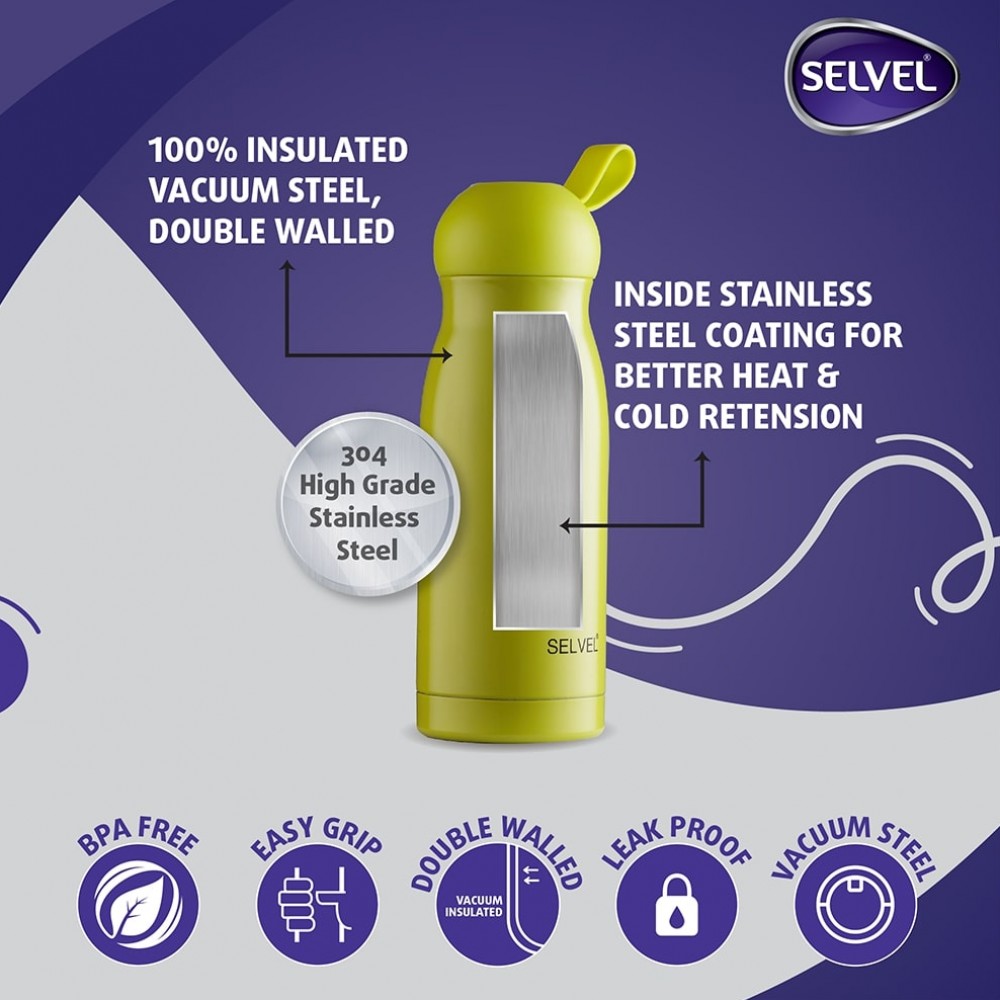 SELVEL®
100% INSULATED
VACUUM STEEL,
DOUBLE WALLED
INSIDE STAINLESS
STEEL COATING FOR
BETTER HEAT &
COLD RETENSION
304
High Grade
Stainless
Steel
SELVEL®
BPA FREE
EASY GRIP
DOUBLE WALLED
VACUUM
INSULATED
LEAK PROOF
VACUUM STEEL